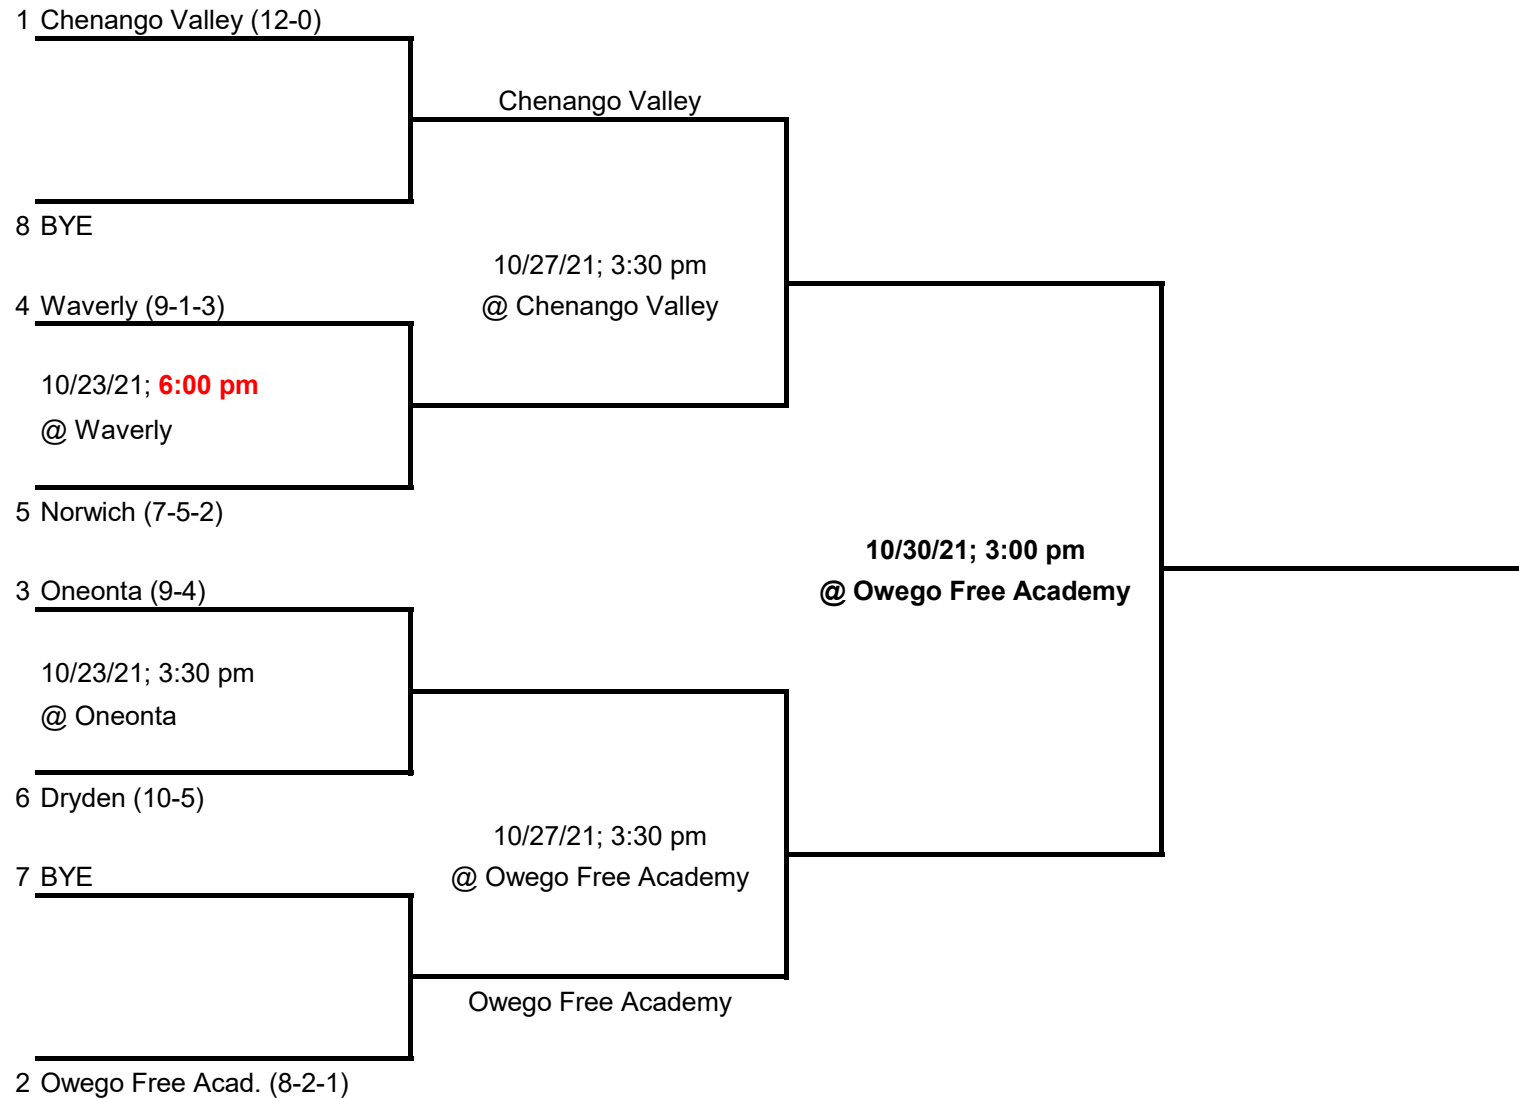 1 Chenango Valley (12-0)
Chenango Valley
8 BYE
10/27/21; 3:30 pm
@ Chenango Valley
4 Waverly (9-1-3)
10/23/21; 6:00 pm
@ Waverly
5 Norwich (7-5-2)
10/30/21; 3:00 pm
@ Owego Free Academy
3 Oneonta (9-4)
10/23/21; 3:30 pm
@ Oneonta
6 Dryden (10-5)
10/27/21; 3:30 pm
@ Owego Free Academy
7 BYE
Owego Free Academy
2 Owego Free Acad. (8-2-1)